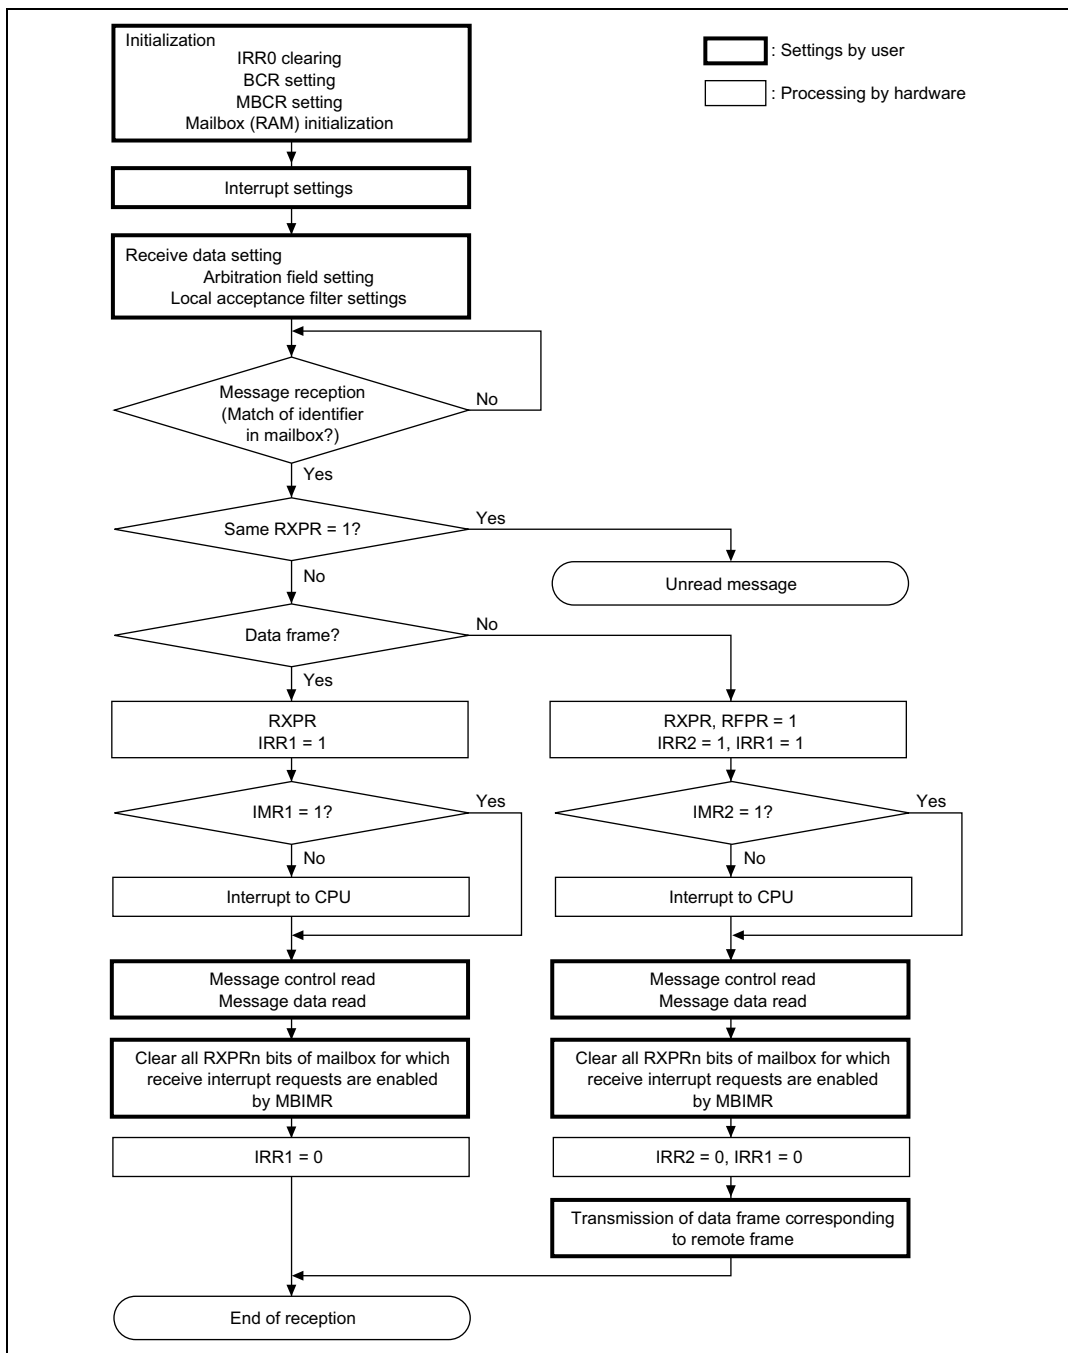 Initialization
IRR0 clearing
BCR setting
MBCR setting
Mailbox (RAM) initialization
: Settings by user
: Processing by hardware
Interrupt settings
Receive data setting
Arbitration field setting
Local acceptance filter settings
Message reception
(Match of identifier
in mailbox?)
No
Yes
Same RXPR = 1?
Yes
No
Unread message
Data frame?
No
Yes
RXPR
IRR1 = 1
RXPR, RFPR = 1
IRR2 = 1, IRR1 = 1
IMR1 = 1?
Yes
No
IMR2 = 1?
Yes
No
Interrupt to CPU
Interrupt to CPU
Message control read
Message data read
Message control read
Message data read
Clear all RXPRn bits of mailbox for which
receive interrupt requests are enabled
by MBIMR
Clear all RXPRn bits of mailbox for which
receive interrupt requests are enabled
by MBIMR
IRR1 = 0
IRR2 = 0, IRR1 = 0
Transmission of data frame corresponding
to remote frame
End of reception